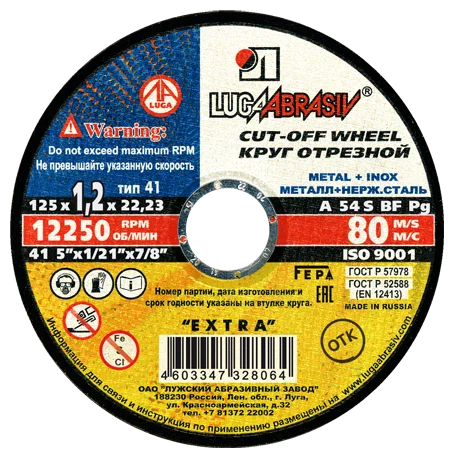 LUGAABRASIV®
LUGA
Warning:
Do not exceed maximum RPM
Не превышайте указанную скорость
CUT-OFF WHEEL
КРУГ ОТРЕЗНОЙ
METAL + INOX
МЕТАЛЛ+НЕРЖ.СТАЛЬ
тип 41
125 x 1,2 x 22,23
A 54 S BF Pg
12250 RPM ОБ/МИН
80 M/S М/С
41 5"x1/21"x7/8"
ISO 9001
FEPA
EAC
ГОСТ Р 57978
ГОСТ Р 52588
(EN 12413)
MADE IN RUSSIA
Номер партии, дата изготовления и
срок годности указаны на втулке круга.
"EXTRA"
Fe
S
Cl
ОТК
4 603347 328064
ОАО "ЛУЖСКИЙ АБРАЗИВНЫЙ ЗАВОД"
188230 Россия, Лен. обл., г. Луга,
ул. Красноармейская, д.32
тел. +7 81372 22002
Информация для связи и инструкция по применению размещены на www.lugaabrasiv.com